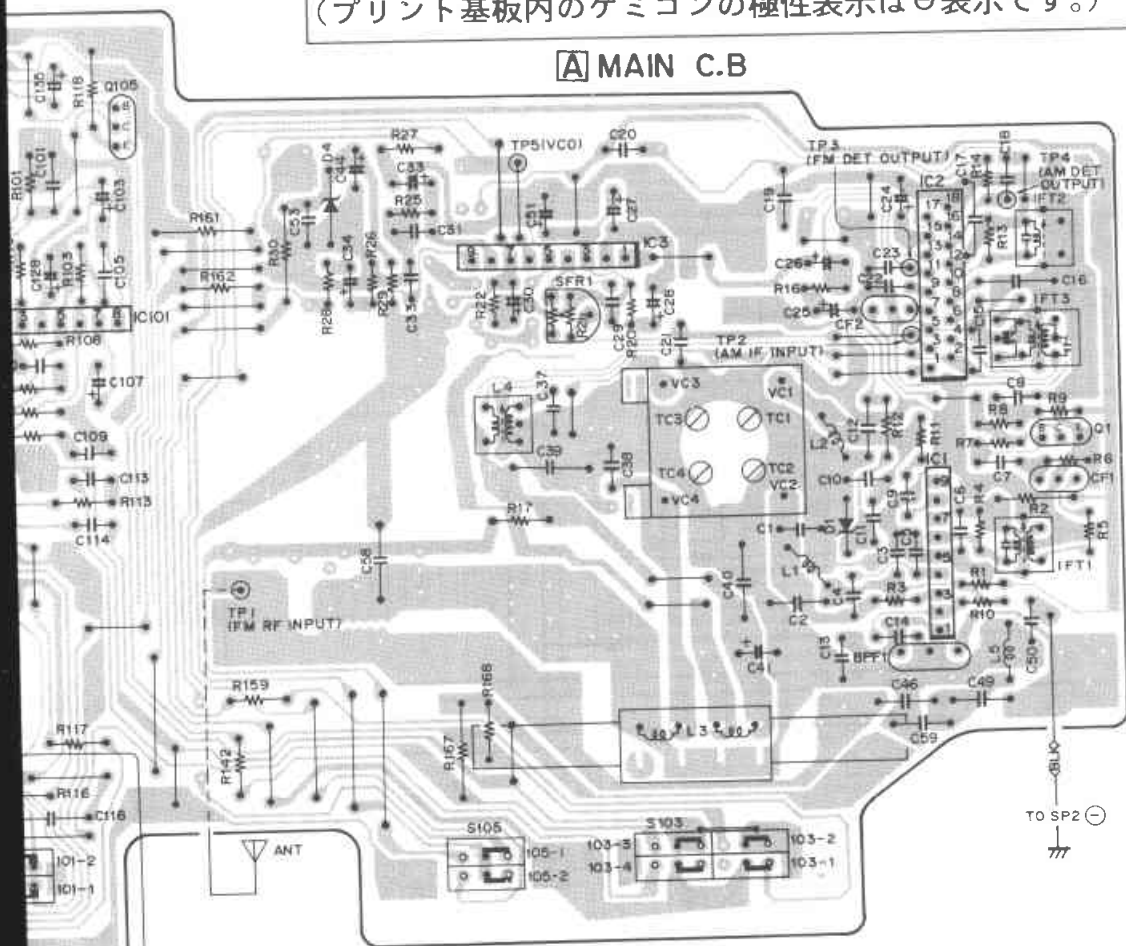 (プリント基板内のケミコンの極性表示は⊖表示です。)
A MAIN C.B
C20
R27
Q105
R118
TP5(VCO)
TP3
(FM DET OUTPUT)
C18
TP4
(AM DET
OUTPUT)
C17
R14
IC2
IFT2
D4
C44
C33
R25
C31
C101
R101
C103
R161
C53
R30
C51
C27
C19
C24
R13
IC3
C34
R26
C128
R103
C105
R162
R28
R29
R22
C30
SFR1
R21
C29
R20
C28
C26
C23
R16
C25
CF2
C16
IFT3
C15
IC101
R108
C21
TP2
(AM IF INPUT)
C107
L4
C37
VC3
VC1
TC3
TC1
C8
R9
R8
R7
Q1
L2
C12
R12
R11
C109
C39
C38
TC4
TC2
VC4
VC2
C10
IC1
C7
R6
CF1
C113
R113
C114
R17
C1
D1
C11
C9
C6
R4
R2
R5
C58
C3
L1
C40
IFT1
TP1
(FM RF INPUT)
C2
C4
R3
R1
R10
C14
C41
C13
BPF1
L5
C50
R159
R168
C46
C49
R117
R142
R167
L3
C59
BLK
R116
C116
TO SP2 ⊖
S105
S103
ANT
105-1
105-2
103-3
103-4
103-2
103-1
101-2
101-1